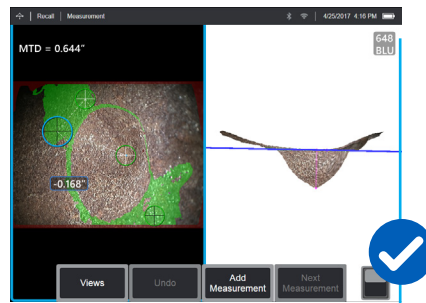 Recall Measurement 4/25/2017 4:16 PM
MTD = 0.644"
648
BLU
-0.168"
Views Undo Add Measurement Next Measurement